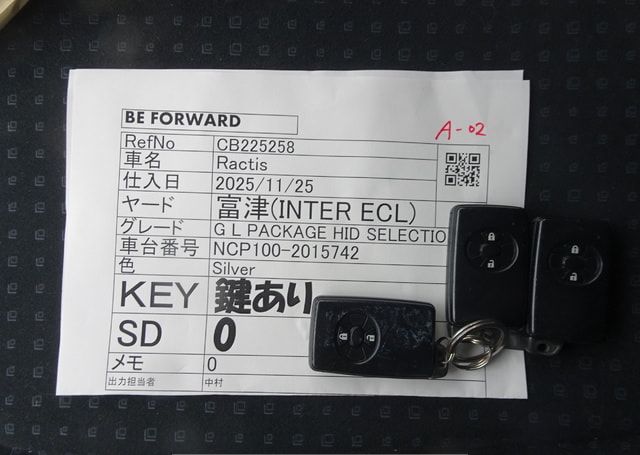 BE FORWARD
A-02
RefNo CB225258
車名 Ractis
仕入日 2025/11/25
ヤード 富津(INTER ECL)
グレード G L PACKAGE HID SELECTIO
車台番号 NCP100-2015742
色 Silver
KEY 鍵あり
SD 0
メモ 0
出力担当者 中村